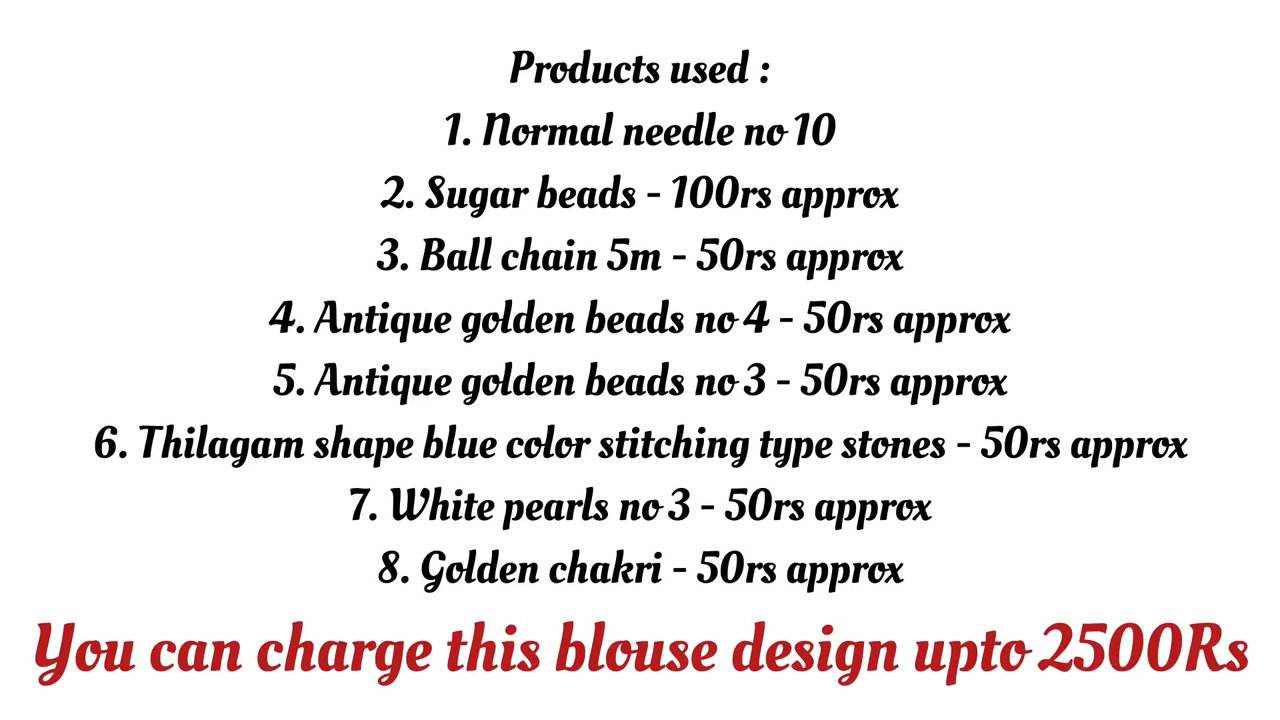 Products used :
1. Normal needle no 10
2. Sugar beads - 100rs approx
3. Ball chain 5m - 50rs approx
4. Antique golden beads no 4 - 50rs approx
5. Antique golden beads no 3 - 50rs approx
6. Thilagam shape blue color stitching type stones - 50rs approx
7. White pearls no 3 - 50rs approx
8. Golden chakri - 50rs approx
You can charge this blouse design upto 2500Rs